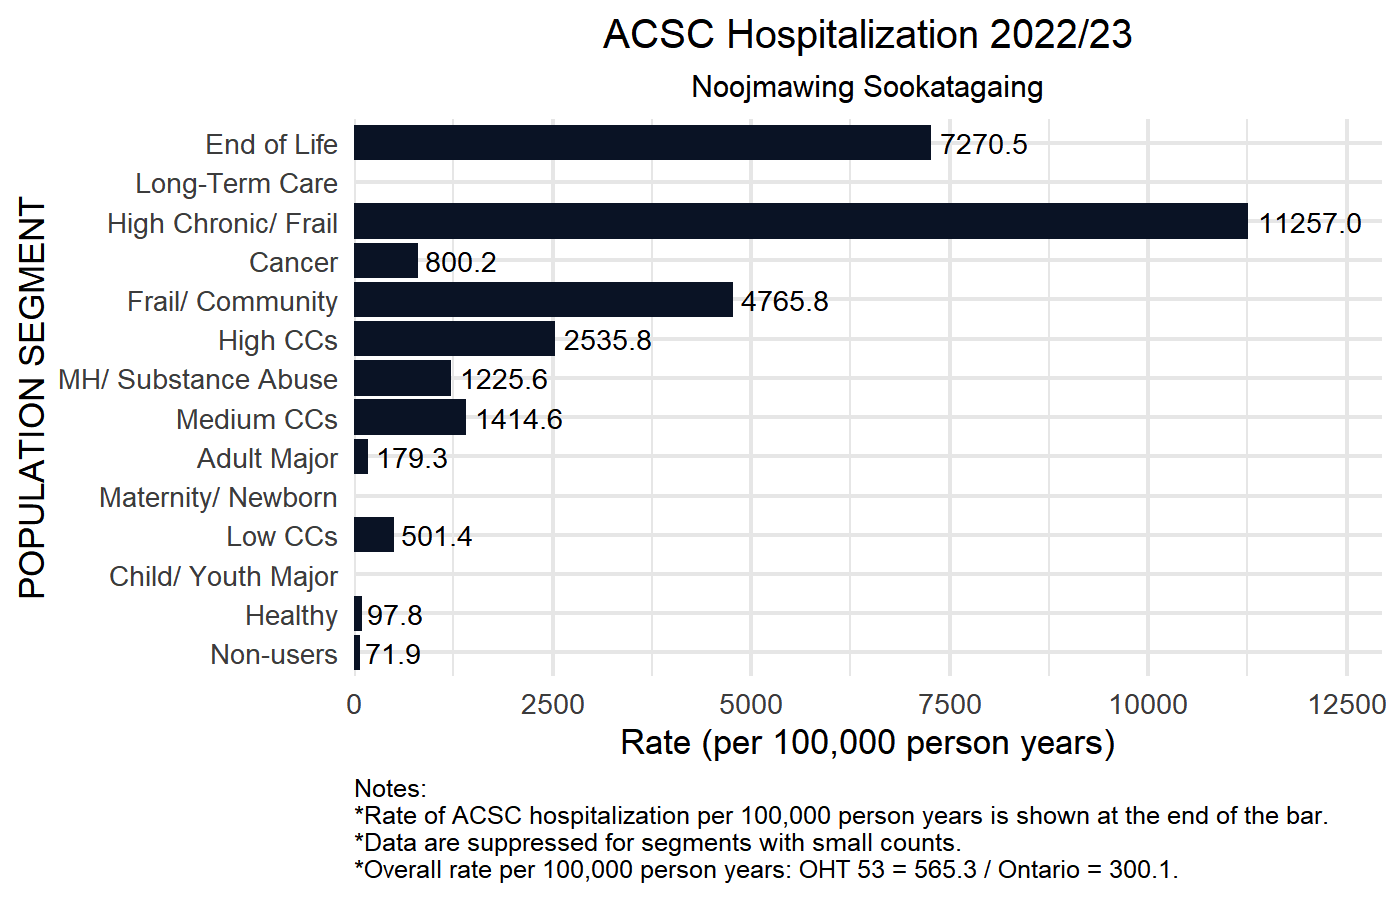 ACSC Hospitalization 2022/23
Noojmawing Sookatagaing
POPULATION SEGMENT
End of Life 7270.5
Long-Term Care
High Chronic/ Frail 11257.0
Cancer 800.2
Frail/ Community 4765.8
High CCs 2535.8
MH/ Substance Abuse 1225.6
Medium CCs 1414.6
Adult Major 179.3
Maternity/ Newborn
Low CCs 501.4
Child/ Youth Major
Healthy 97.8
Non-users 71.9
0 2500 5000 7500 10000 12500
Rate (per 100,000 person years)
Notes:
*Rate of ACSC hospitalization per 100,000 person years is shown at the end of the bar.
*Data are suppressed for segments with small counts.
*Overall rate per 100,000 person years: OHT 53 = 565.3 / Ontario = 300.1.